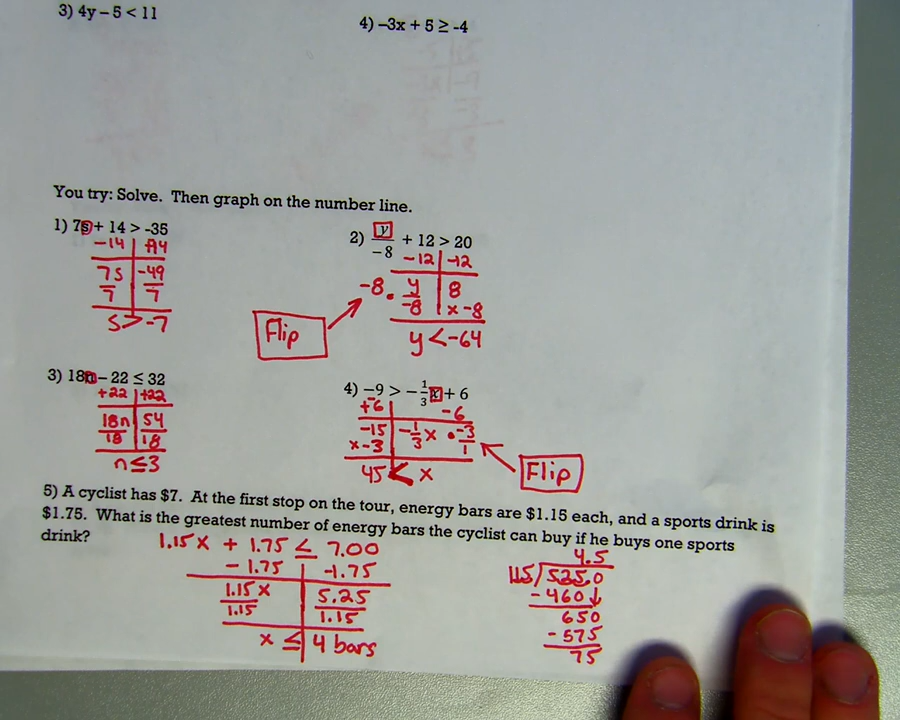 3) 4y – 5 < 11
4) –3x + 5 ≥ -4
You try: Solve. Then graph on the number line.
1) 7s + 14 > -35
-14 | -14
7s | -49
7 | 7
s > -7
2) y/-8 + 12 > 20
-12 | -12
-8 · y/-8 | 8
x -8
y < -64
Flip
3) 18n – 22 ≤ 32
+22 | +22
18n | 54
18 | 18
n ≤ 3
4) –9 > –1/3x + 6
+6 | -6
-15 | -1/3 x · -3/1
x -3
45 < x
Flip
5) A cyclist has $7. At the first stop on the tour, energy bars are $1.15 each, and a sports drink is
$1.75. What is the greatest number of energy bars the cyclist can buy if he buys one sports
drink?
1.15x + 1.75 ≤ 7.00
- 1.75 | -1.75
1.15x | 5.25
1.15 | 1.15
x ≤ 4 bars
4.5
115 525.0
- 460
650
- 575
75